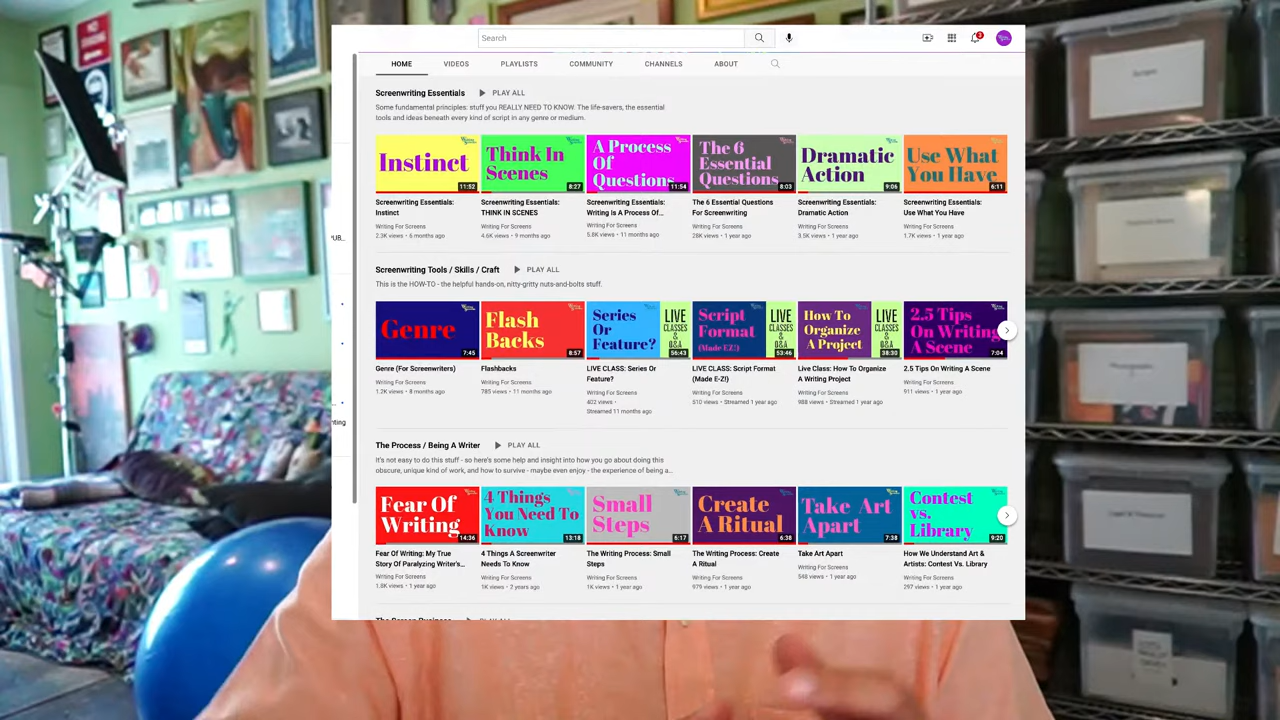 NO
PARKING
Search
3
HOME VIDEOS PLAYLISTS COMMUNITY CHANNELS ABOUT
Screenwriting Essentials PLAY ALL
Some fundamental principles: stuff you REALLY NEED TO KNOW. The life-savers, the essential
tools and ideas beneath every kind of script in any genre or medium.
Instinct
11:52
Think In
Scenes
8:27
A Process
Of
Questions
11:54
The 6
Essential
Questions
8:03
Dramatic
Action
9:06
Use What
You Have
6:11
Screenwriting Essentials:
Instinct
Writing For Screens
2.3K views • 6 months ago
Screenwriting Essentials:
THINK IN SCENES
Writing For Screens
4.6K views • 9 months ago
Screenwriting Essentials:
Writing Is A Process Of...
Writing For Screens
5.8K views • 11 months ago
The 6 Essential Questions
For Screenwriting
Writing For Screens
28K views • 1 year ago
Screenwriting Essentials:
Dramatic Action
Writing For Screens
3.5K views • 1 year ago
Screenwriting Essentials:
Use What You Have
Writing For Screens
1.7K views • 1 year ago
Screenwriting Tools / Skills / Craft PLAY ALL
This is the HOW-TO - the helpful hands-on, nitty-gritty nuts-and-bolts stuff.
Genre
7:45
Flash
Backs
8:57
Series
Or
Feature?
LIVE
CLASSES
&
Q&A
56:43
Script
Format
(Made EZ!)
LIVE
CLASSES
&
Q&A
53:46
How To
Organize
A Project
LIVE
CLASSES
&
Q&A
38:30
2.5 Tips
On Writing
A Scene
7:04
Genre (For Screenwriters)
Writing For Screens
1.2K views • 8 months ago
Flashbacks
Writing For Screens
785 views • 11 months ago
LIVE CLASS: Series Or
Feature?
Writing For Screens
402 views •
Streamed 11 months ago
LIVE CLASS: Script Format
(Made E-Z!)
Writing For Screens
510 views • Streamed 1 year ago
Live Class: How To Organize
A Writing Project
Writing For Screens
988 views • Streamed 1 year ago
2.5 Tips On Writing A Scene
Writing For Screens
911 views • 1 year ago
The Process / Being A Writer PLAY ALL
It's not easy to do this stuff - so here's some help and insight into how you go about doing this
obscure, unique kind of work, and how to survive - maybe even enjoy - the experience of being a...
Fear Of
Writing
14:36
4 Things
You Need To
Know
13:18
Small
Steps
6:17
Create
A Ritual
6:38
Take Art
Apart
7:38
Contest
vs.
Library
9:20
Fear Of Writing: My True
Story Of Paralyzing Writer's...
Writing For Screens
1.8K views • 1 year ago
4 Things A Screenwriter
Needs To Know
Writing For Screens
1K views • 2 years ago
The Writing Process: Small
Steps
Writing For Screens
1K views • 1 year ago
The Writing Process: Create
A Ritual
Writing For Screens
979 views • 1 year ago
Take Art Apart
Writing For Screens
548 views • 1 year ago
How We Understand Art &
Artists: Contest Vs. Library
Writing For Screens
297 views • 1 year ago